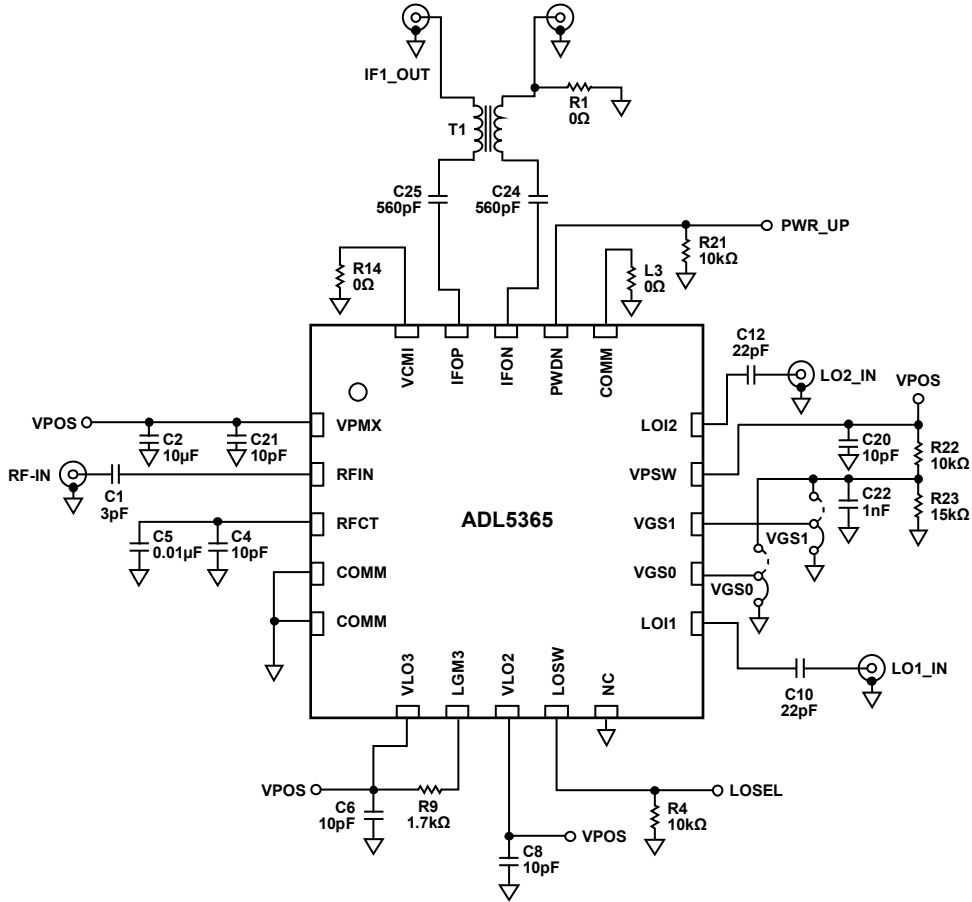 IF1_OUT
R1
0Ω
T1
C25
560pF
C24
560pF
PWR_UP
R21
10kΩ
R14
0Ω
L3
0Ω
C12
22pF
LO2_IN
VPOS
VCMI
IFOP
IFON
PWDN
COMM
VPOS
C2
10µF
C21
10pF
VPMX
LOI2
C20
10pF
R22
10kΩ
RF-IN
C1
3pF
RFIN
VPSW
C22
1nF
R23
15kΩ
RFCT
ADL5365
VGS1
VGS1
C5
0.01µF
C4
10pF
COMM
VGS0
VGS0
COMM
LOI1
LO1_IN
C10
22pF
VLO3
LGM3
VLO2
LOSW
NC
VPOS
C6
10pF
R9
1.7kΩ
LOSEL
R4
10kΩ
VPOS
C8
10pF